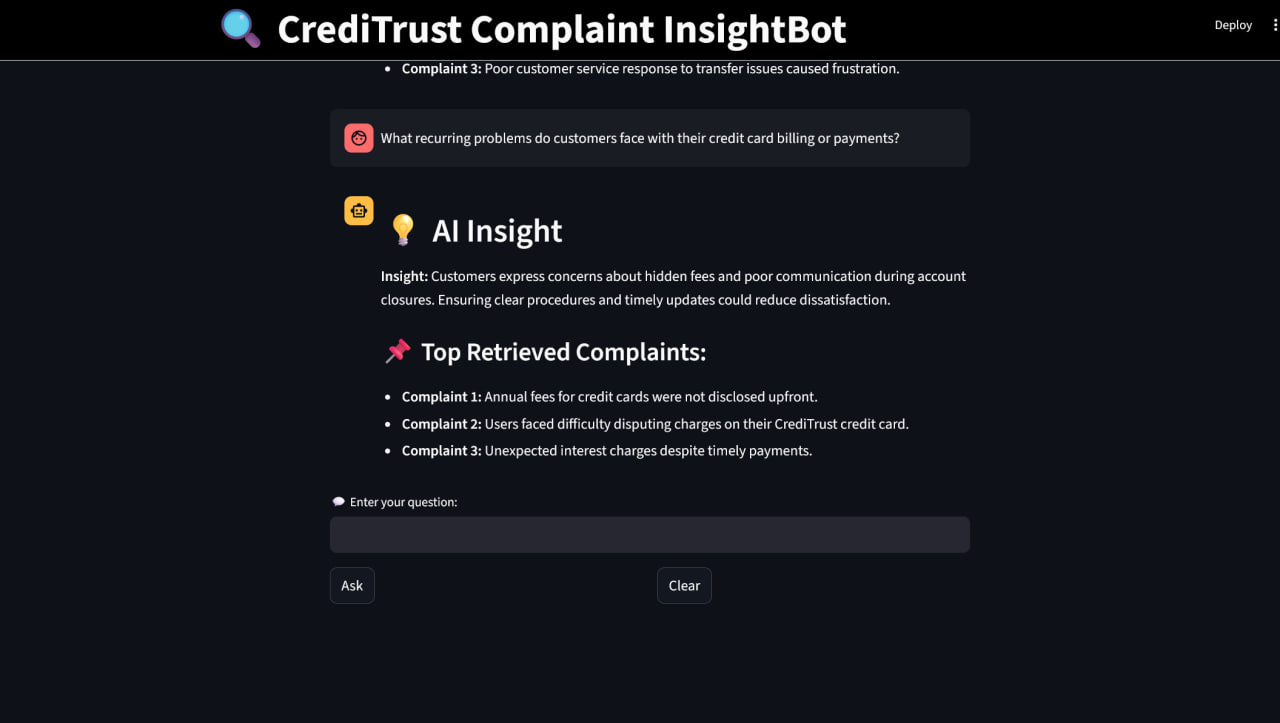 CrediTrust Complaint InsightBot
Deploy
Complaint 3: Poor customer service response to transfer issues caused frustration.
What recurring problems do customers face with their credit card billing or payments?
AI Insight
Insight: Customers express concerns about hidden fees and poor communication during account
closures. Ensuring clear procedures and timely updates could reduce dissatisfaction.
Top Retrieved Complaints:
Complaint 1: Annual fees for credit cards were not disclosed upfront.
Complaint 2: Users faced difficulty disputing charges on their CrediTrust credit card.
Complaint 3: Unexpected interest charges despite timely payments.
Enter your question:
Ask
Clear